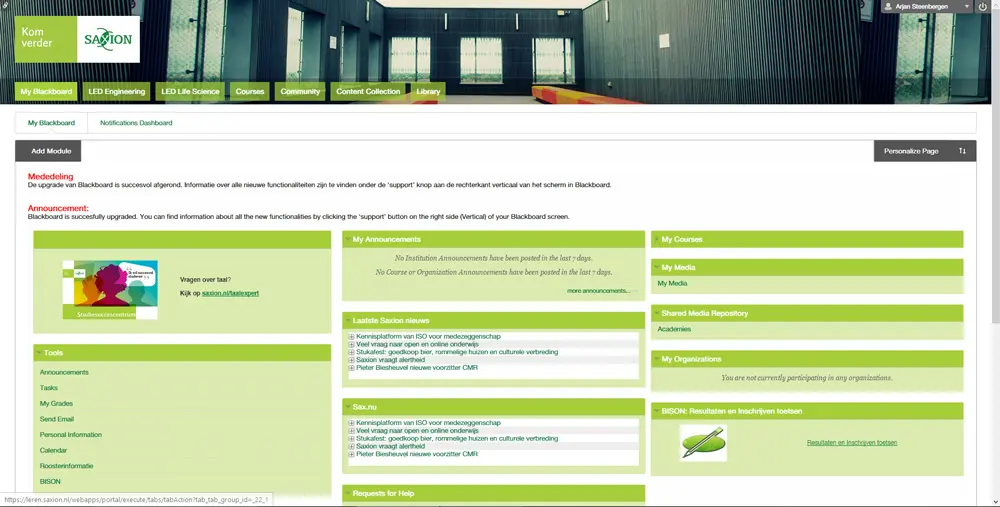 Arjan Steenbergen
Kom
verder
SAXION
My Blackboard
LED Engineering
LED Life Science
Courses
Community
Content Collection
Library
My Blackboard
Notifications Dashboard
Add Module
Personalize Page
Mededeling
De upgrade van Blackboard is succesvol afgerond. Informatie over alle nieuwe functionaliteiten zijn te vinden onder de 'support' knop aan de rechterkant verticaal van het scherm in Blackboard.
Announcement:
Blackboard is succesfully upgraded. You can find information about all the new functionalities by clicking the 'support' button on the right side (Vertical) of your Blackboard screen.
Vragen over taal?
Kijk op saxion.nl/taalexpert
Studiesuccescentrum
Tools
Announcements
Tasks
My Grades
Send Email
Personal Information
Calendar
Roosterinformatie
BISON
My Announcements
No Institution Announcements have been posted in the last 7 days.
No Course or Organization Announcements have been posted in the last 7 days.
more announcements...
Laatste Saxion nieuws
Kennisplatform van ISO voor medezeggenschap
Veel vraag naar open en online onderwijs
Stukafest: goedkoop bier, rommelige huizen en culturele verbreding
Saxion vraagt alertheid
Pieter Biesheuvel nieuwe voorzitter CMR
Sax.nu
Kennisplatform van ISO voor medezeggenschap
Veel vraag naar open en online onderwijs
Stukafest: goedkoop bier, rommelige huizen en culturele verbreding
Saxion vraagt alertheid
Pieter Biesheuvel nieuwe voorzitter CMR
Requests for Help
My Courses
My Media
My Media
Shared Media Repository
Academies
My Organizations
You are not currently participating in any organizations.
BISON: Resultaten en Inschrijven toetsen
Resultaten en Inschrijven toetsen
https://leren.saxion.nl/webapps/portal/execute/tabs/tabAction?tab_tab_group_id=_22_1